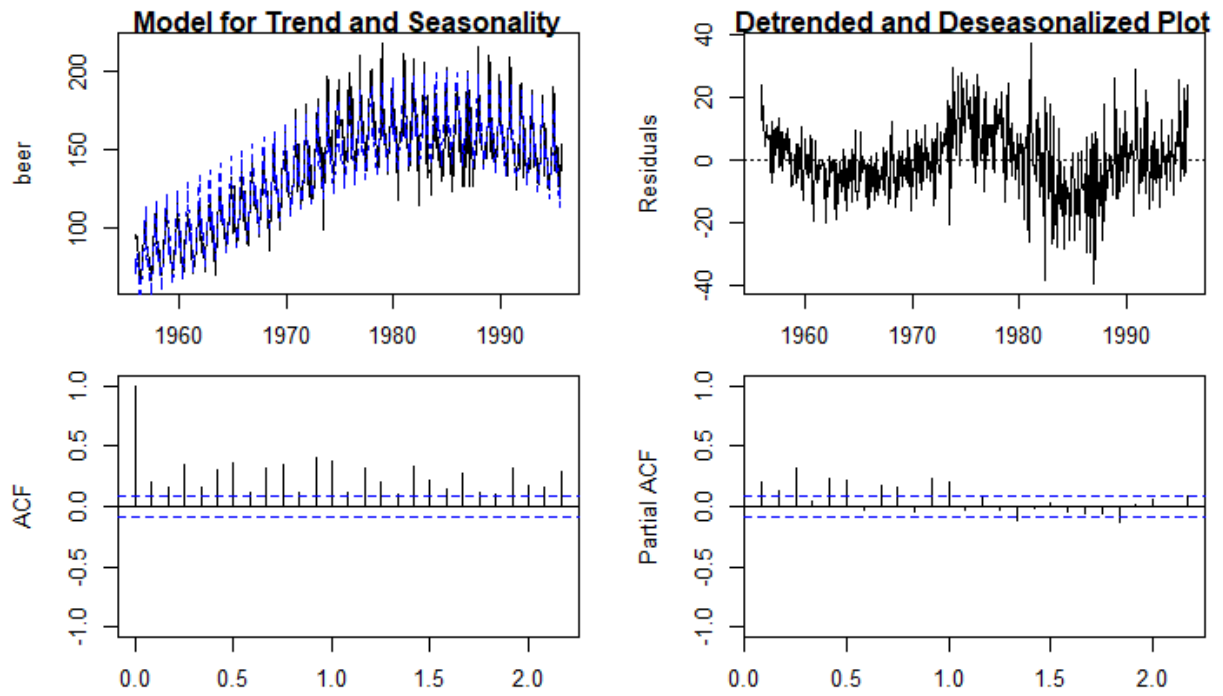 Model for Trend and Seasonality
beer
200
150
100
1960 1970 1980 1990
Detrended and Deseasonalized Plot
Residuals
40
20
0
-20
-40
1960 1970 1980 1990
ACF
1.0
0.5
0.0
-0.5
-1.0
0.0 0.5 1.0 1.5 2.0
Partial ACF
1.0
0.5
0.0
-0.5
-1.0
0.0 0.5 1.0 1.5 2.0